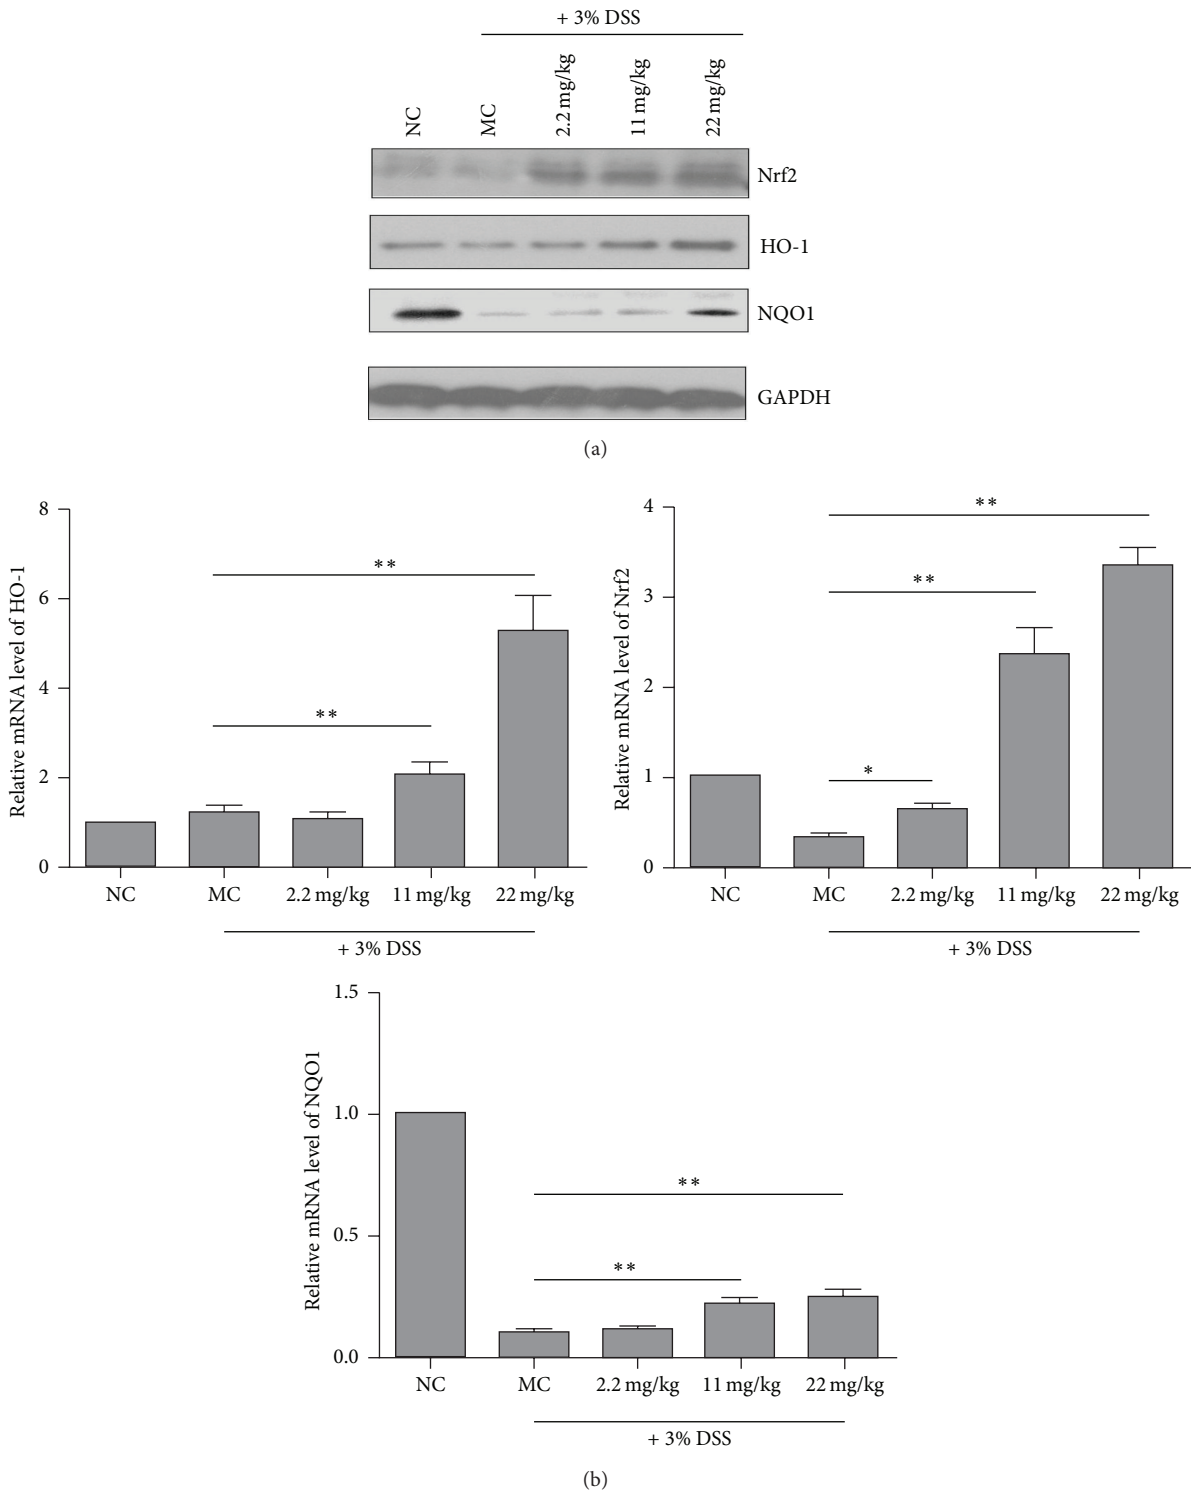 + 3% DSS
NC MC 2.2 mg/kg 11 mg/kg 22 mg/kg
Nrf2
HO-1
NQO1
GAPDH
(a)
Relative mRNA level of HO-1
8
6
4
2
0
**
**
NC MC 2.2 mg/kg 11 mg/kg 22 mg/kg
+ 3% DSS
Relative mRNA level of Nrf2
4
3
2
1
0
**
**
*
NC MC 2.2 mg/kg 11 mg/kg 22 mg/kg
+ 3% DSS
Relative mRNA level of NQO1
1.5
1.0
0.5
0.0
**
**
NC MC 2.2 mg/kg 11 mg/kg 22 mg/kg
+ 3% DSS
(b)